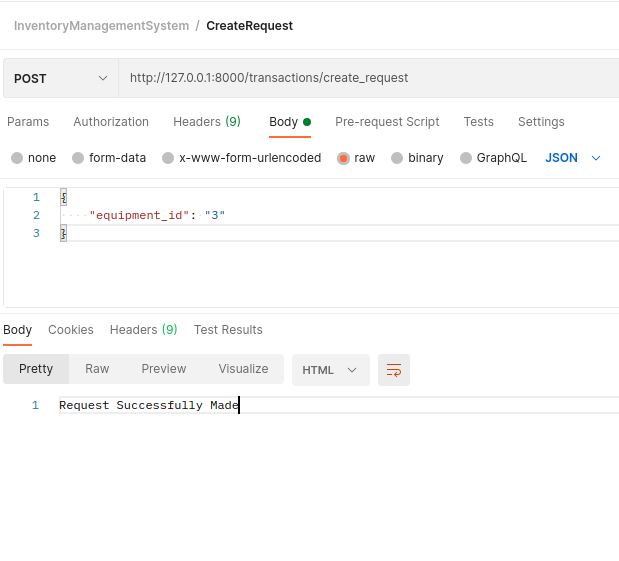 InventoryManagementSystem / CreateRequest
POST http://127.0.0.1:8000/transactions/create_request
Params Authorization Headers (9) Body Pre-request Script Tests Settings
none form-data x-www-form-urlencoded raw binary GraphQL JSON
1 {
2 ····"equipment_id":·"3"
3 }
Body Cookies Headers (9) Test Results
Pretty Raw Preview Visualize HTML
1 Request Successfully Made